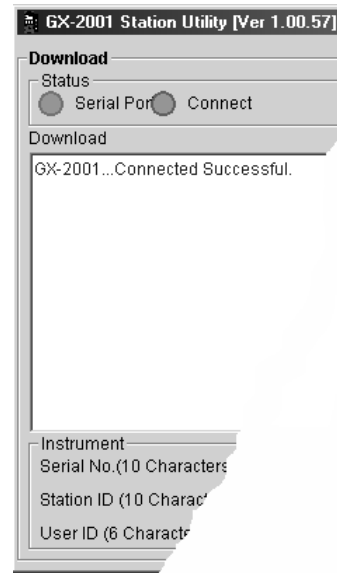 GX-2001 Station Utility [Ver 1.00.57]
Download
Status
Serial Por Connect
Download
GX-2001...Connected Successful.
Instrument
Serial No.(10 Characters
Station ID (10 Charac
User ID (6 Characte